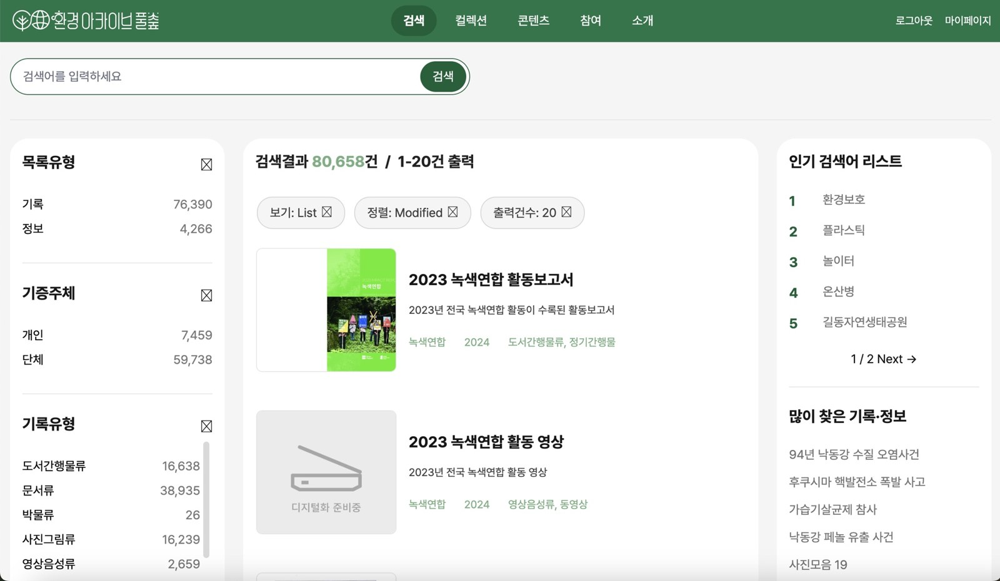 환경아카이브풀숲
검색
컬렉션
콘텐츠
참여
소개
로그아웃
마이페이지
검색어를 입력하세요
검색
목록유형
기록 76,390
정보 4,266
기증주체
개인 7,459
단체 59,738
기록유형
도서간행물류 16,638
문서류 38,935
박물류 26
사진그림류 16,239
영상음성류 2,659
검색결과 80,658건 / 1-20건 출력
보기: List
정렬: Modified
출력건수: 20
녹색연합
2023 녹색연합 활동보고서
2023년 전국 녹색연합 활동이 수록된 활동보고서
녹색연합 2024 도서간행물류, 정기간행물
디지털화 준비중
2023 녹색연합 활동 영상
2023년 전국 녹색연합 활동 영상
녹색연합 2024 영상음성류, 동영상
인기 검색어 리스트
1 환경보호
2 플라스틱
3 놀이터
4 온산병
5 길동자연생태공원
1 / 2 Next →
많이 찾은 기록·정보
94년 낙동강 수질 오염사건
후쿠시마 핵발전소 폭발 사고
가습기살균제 참사
낙동강 페놀 유출 사건
사진모음 19